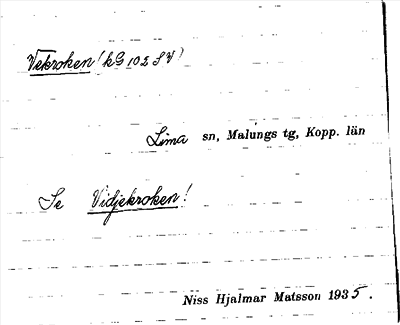 Vekroken (kG 102 SV)
Lima sn, Malungs tg, Kopp. län
Se Vidjekroken!
Niss Hjalmar Matsson 1935.